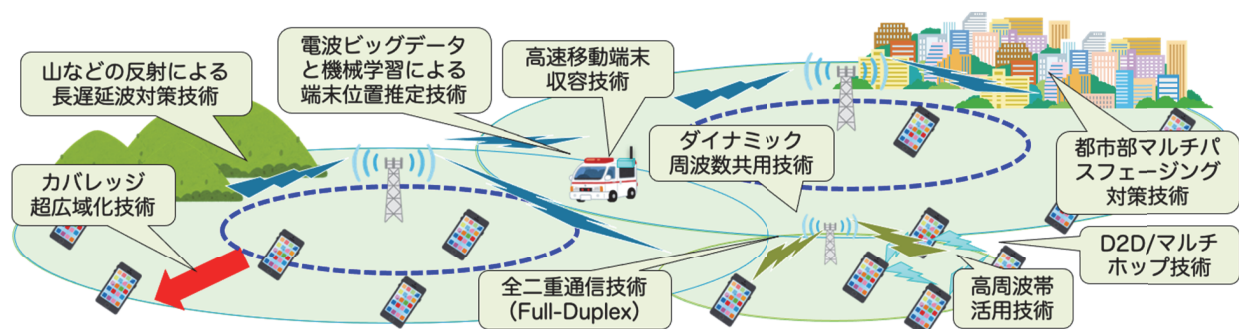 山などの反射による
長遅延波対策技術
電波ビッグデータ
と機械学習による
端末位置推定技術
高速移動端末
収容技術
ダイナミック
周波数共用技術
都市部マルチパ
スフェージング
対策技術
カバレッジ
超広域化技術
全二重通信技術
(Full-Duplex)
高周波帯
活用技術
D2D/マルチ
ホップ技術